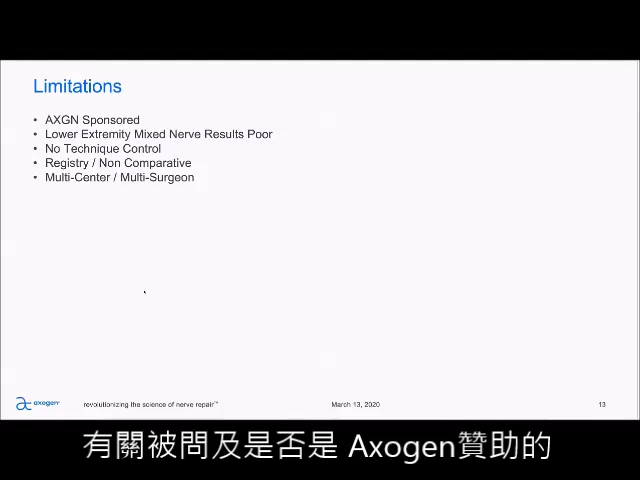 Limitations
• AXGN Sponsored
• Lower Extremity Mixed Nerve Results Poor
• No Technique Control
• Registry / Non Comparative
• Multi-Center / Multi-Surgeon
axogen revolutionizing the science of nerve repair™ March 13, 2020 13
有關被問及是否是 Axogen贊助的